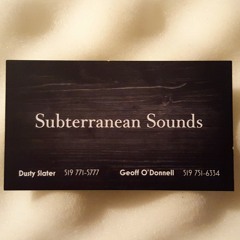 Subterranean Sounds
Dusty Slater 519 771-5777 Geoff O'Donnell 519 751-6334